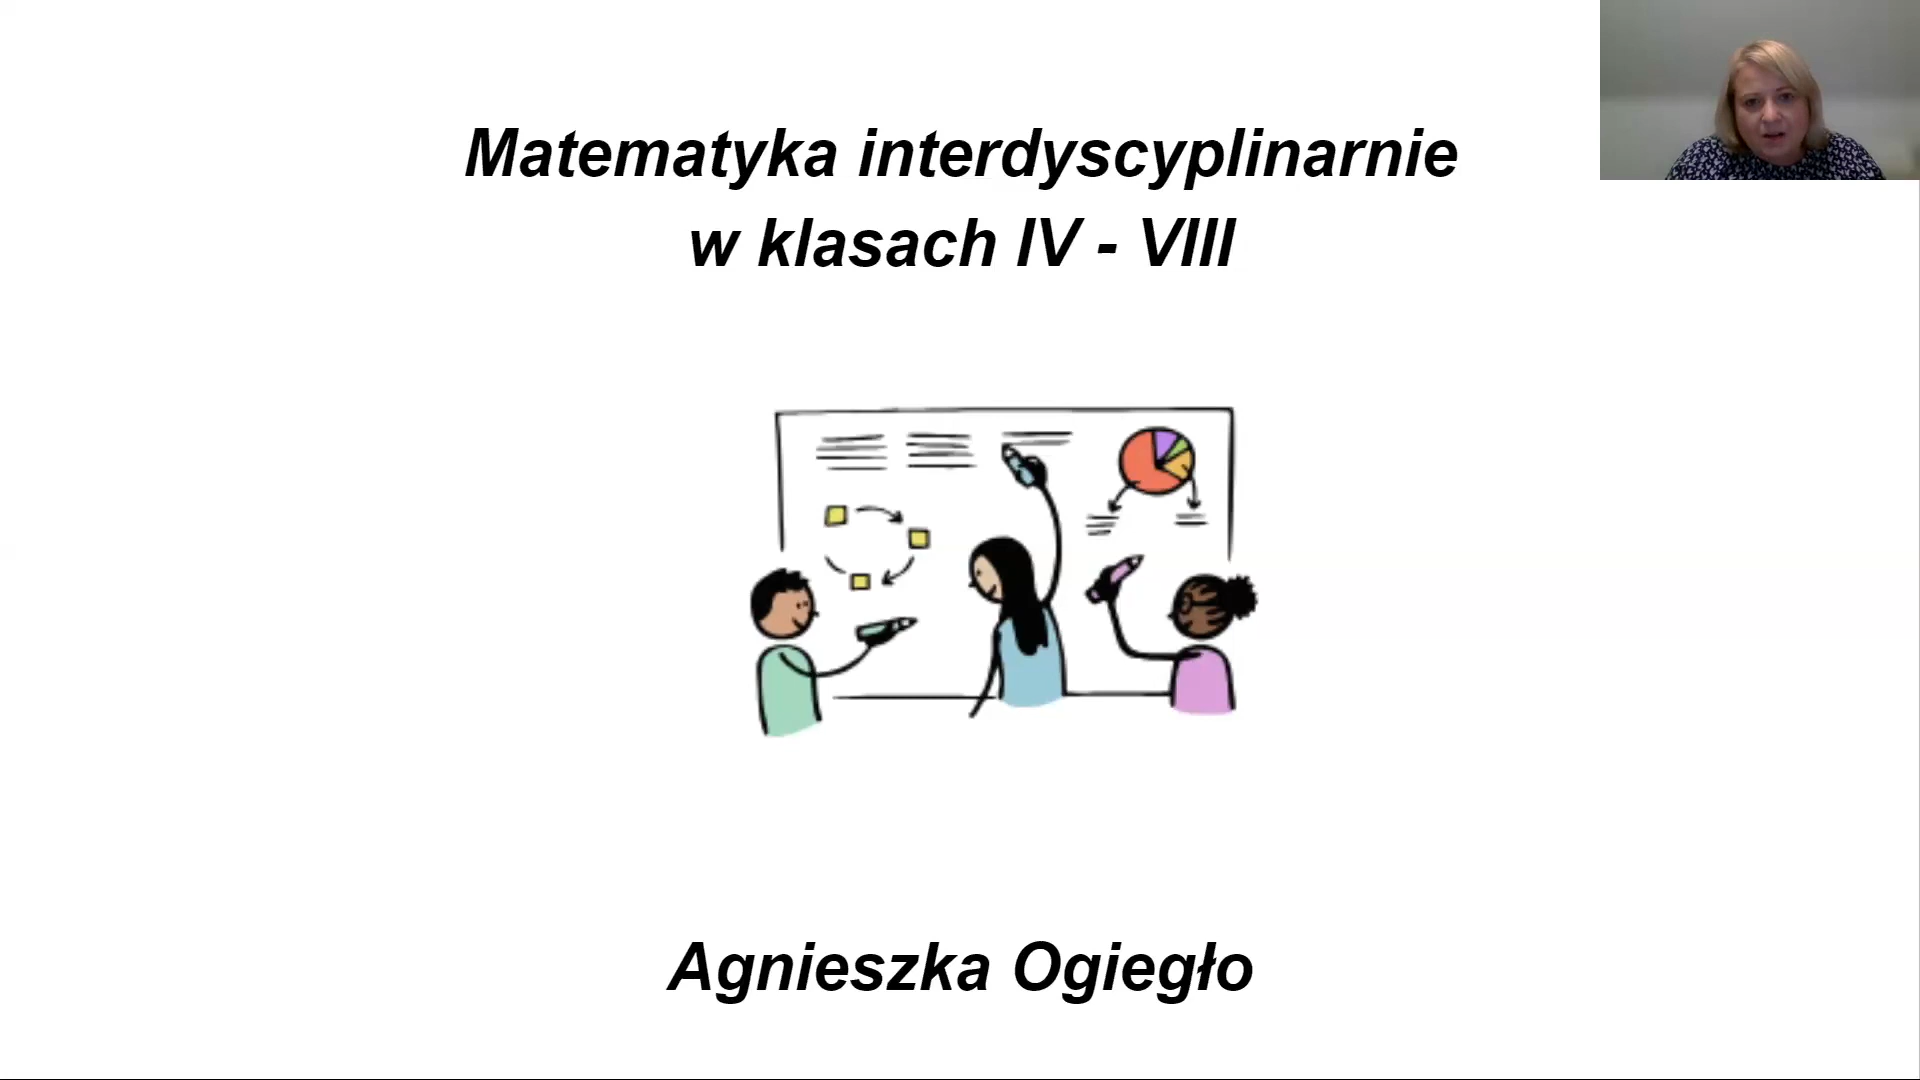 Matematyka interdyscyplinarnie
w klasach IV - VIII
Agnieszka Ogiegło